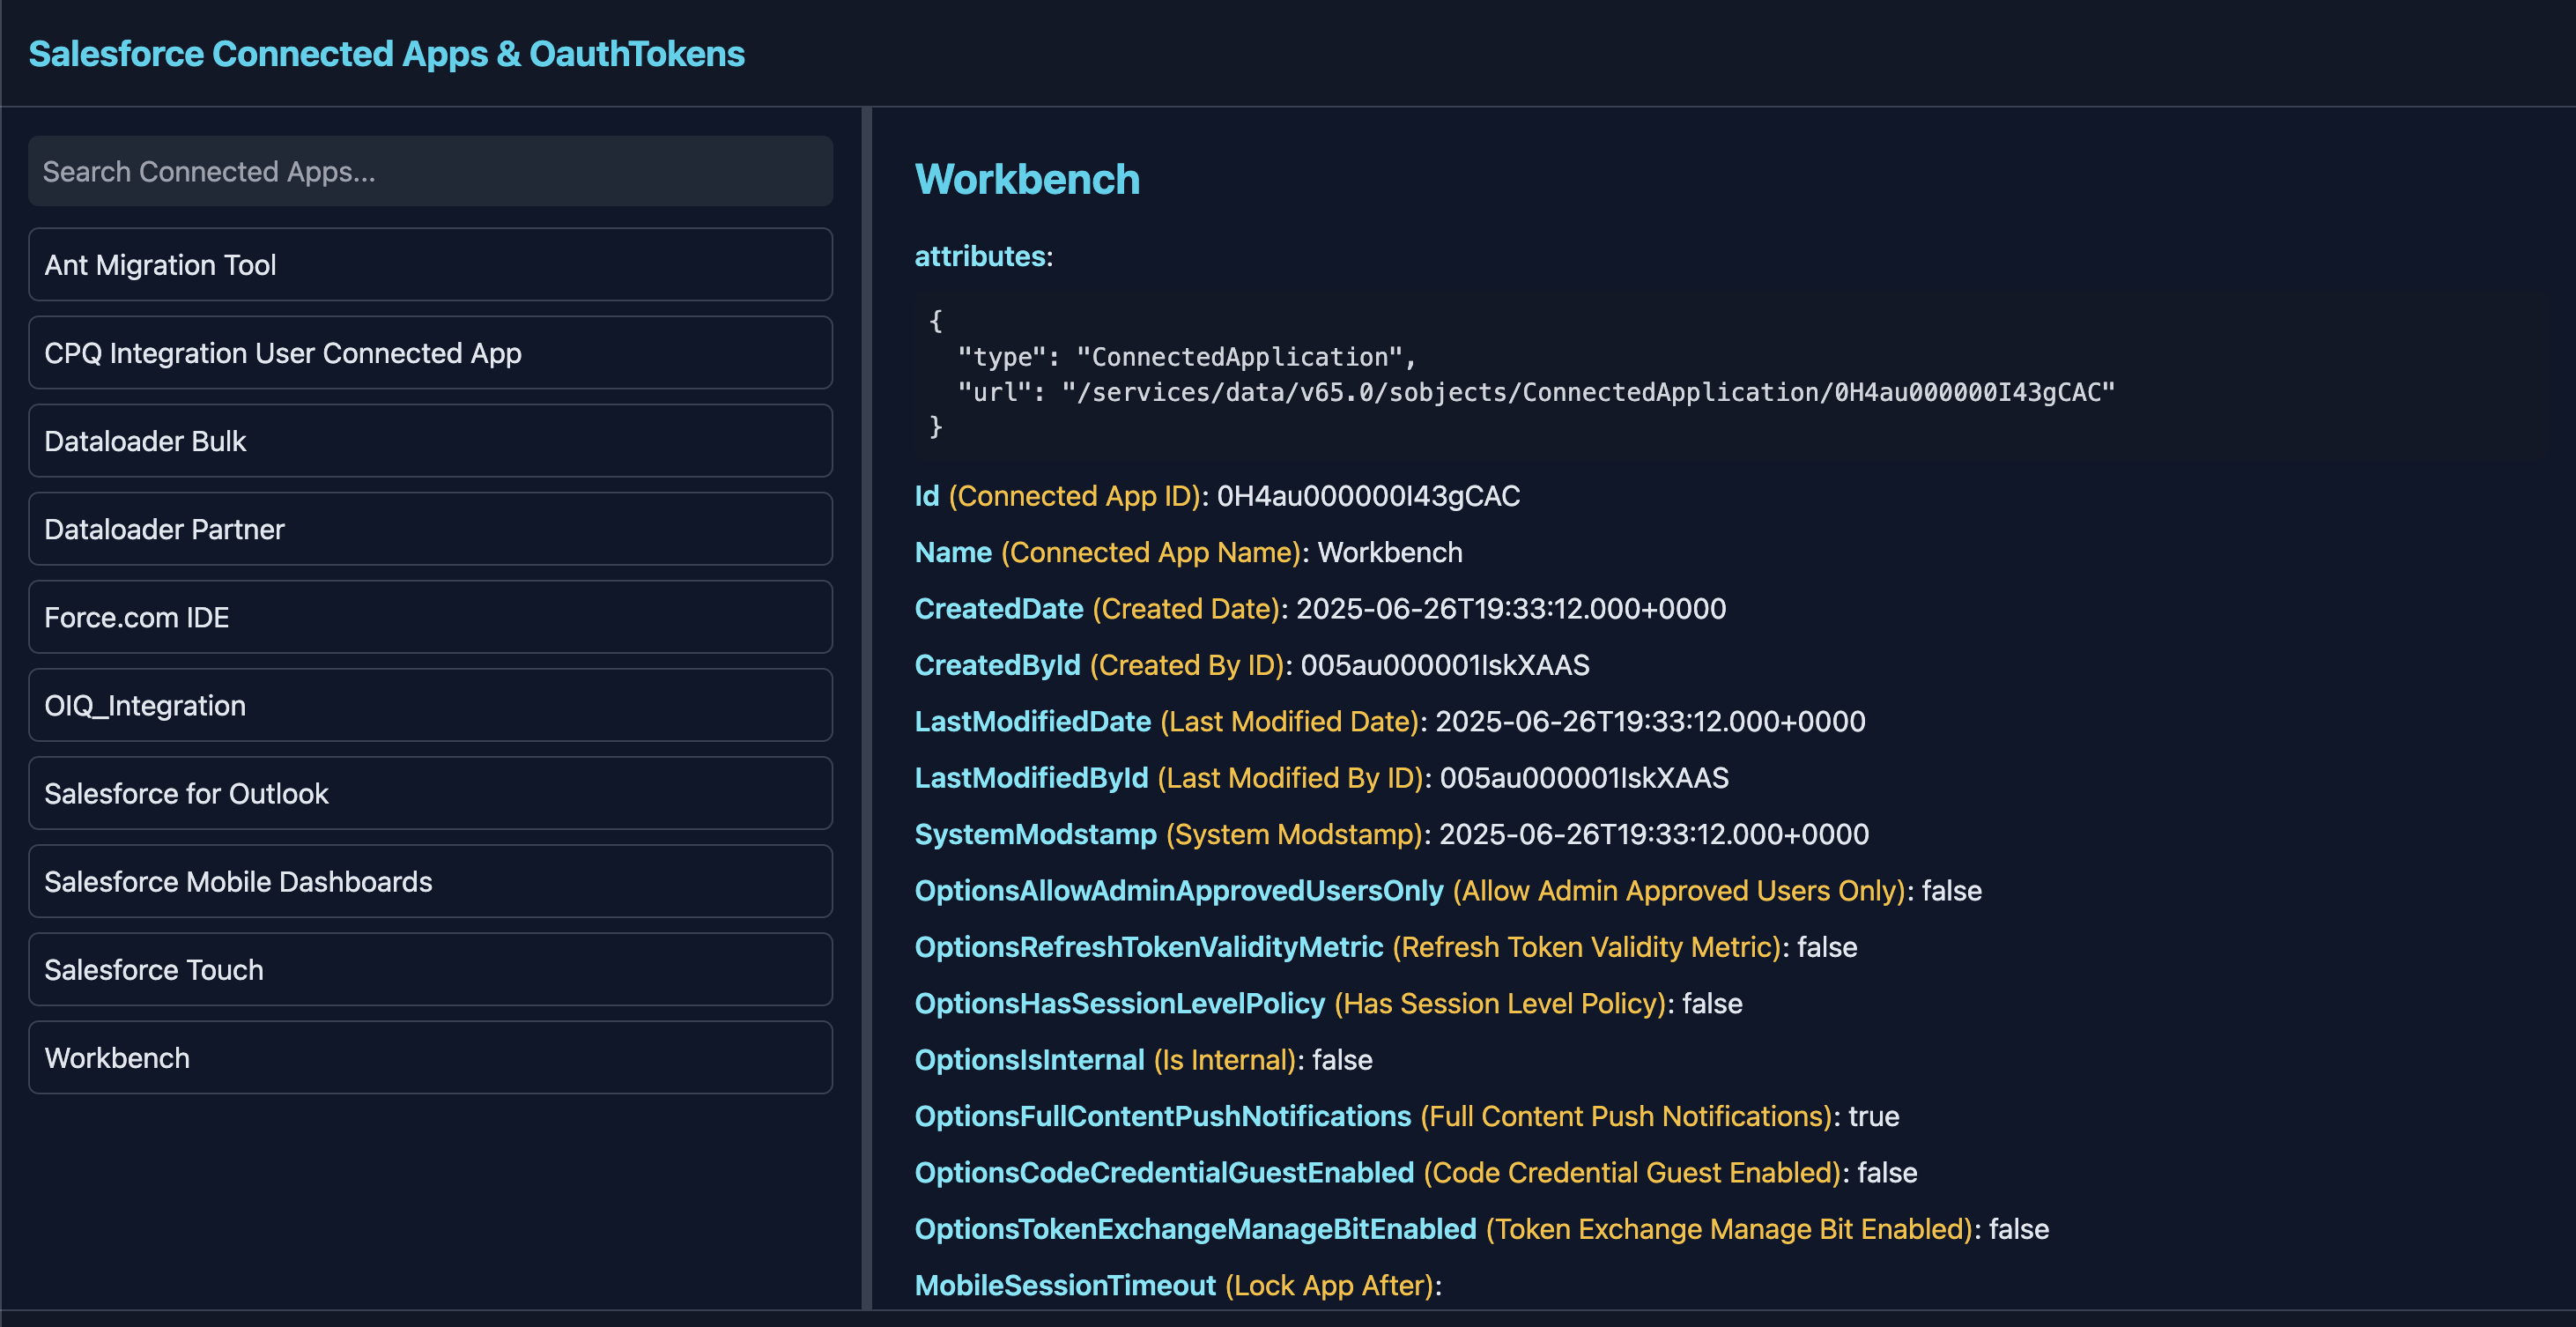 Salesforce Connected Apps & OauthTokens
Search Connected Apps...
Ant Migration Tool
CPQ Integration User Connected App
Dataloader Bulk
Dataloader Partner
Force.com IDE
OIQ_Integration
Salesforce for Outlook
Salesforce Mobile Dashboards
Salesforce Touch
Workbench
Workbench
attributes:
{
  "type": "ConnectedApplication",
  "url": "/services/data/v65.0/sobjects/ConnectedApplication/0H4au000000I43gCAC"
}
Id (Connected App ID): 0H4au000000I43gCAC
Name (Connected App Name): Workbench
CreatedDate (Created Date): 2025-06-26T19:33:12.000+0000
CreatedById (Created By ID): 005au000001IskXAAS
LastModifiedDate (Last Modified Date): 2025-06-26T19:33:12.000+0000
LastModifiedById (Last Modified By ID): 005au000001IskXAAS
SystemModstamp (System Modstamp): 2025-06-26T19:33:12.000+0000
OptionsAllowAdminApprovedUsersOnly (Allow Admin Approved Users Only): false
OptionsRefreshTokenValidityMetric (Refresh Token Validity Metric): false
OptionsHasSessionLevelPolicy (Has Session Level Policy): false
OptionsIsInternal (Is Internal): false
OptionsFullContentPushNotifications (Full Content Push Notifications): true
OptionsCodeCredentialGuestEnabled (Code Credential Guest Enabled): false
OptionsTokenExchangeManageBitEnabled (Token Exchange Manage Bit Enabled): false
MobileSessionTimeout (Lock App After):